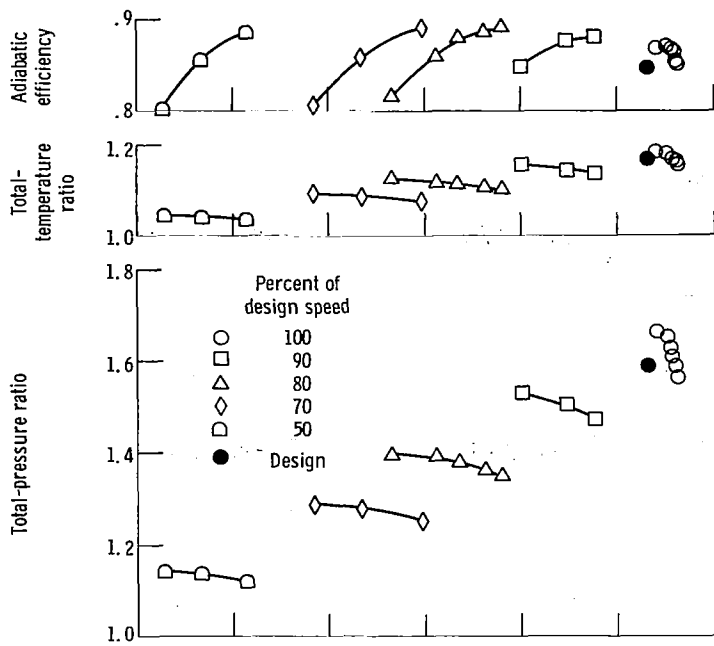 Adiabatic
efficiency
.9
.8
Total-
temperature
ratio
1.2
1.0
Total-pressure ratio
1.8
1.6
1.4
1.2
1.0
Percent of
design speed
100
90
80
70
50
Design